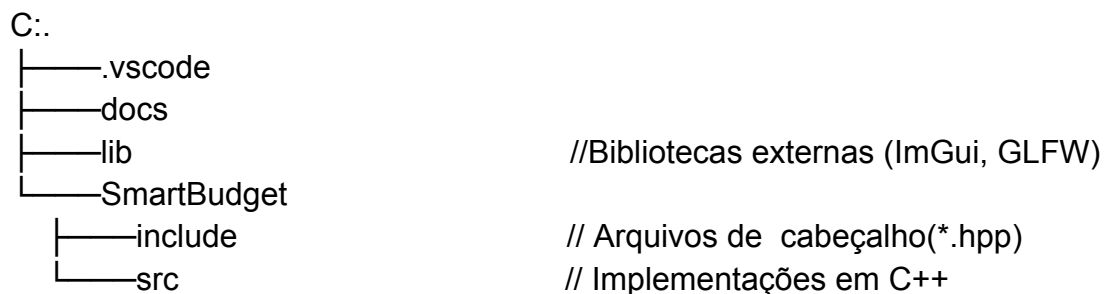 C:.
├───.vscode
├───docs
├───lib //Bibliotecas externas (ImGui, GLFW)
└───SmartBudget
├───include // Arquivos de cabeçalho(*.hpp)
└───src // Implementações em C++